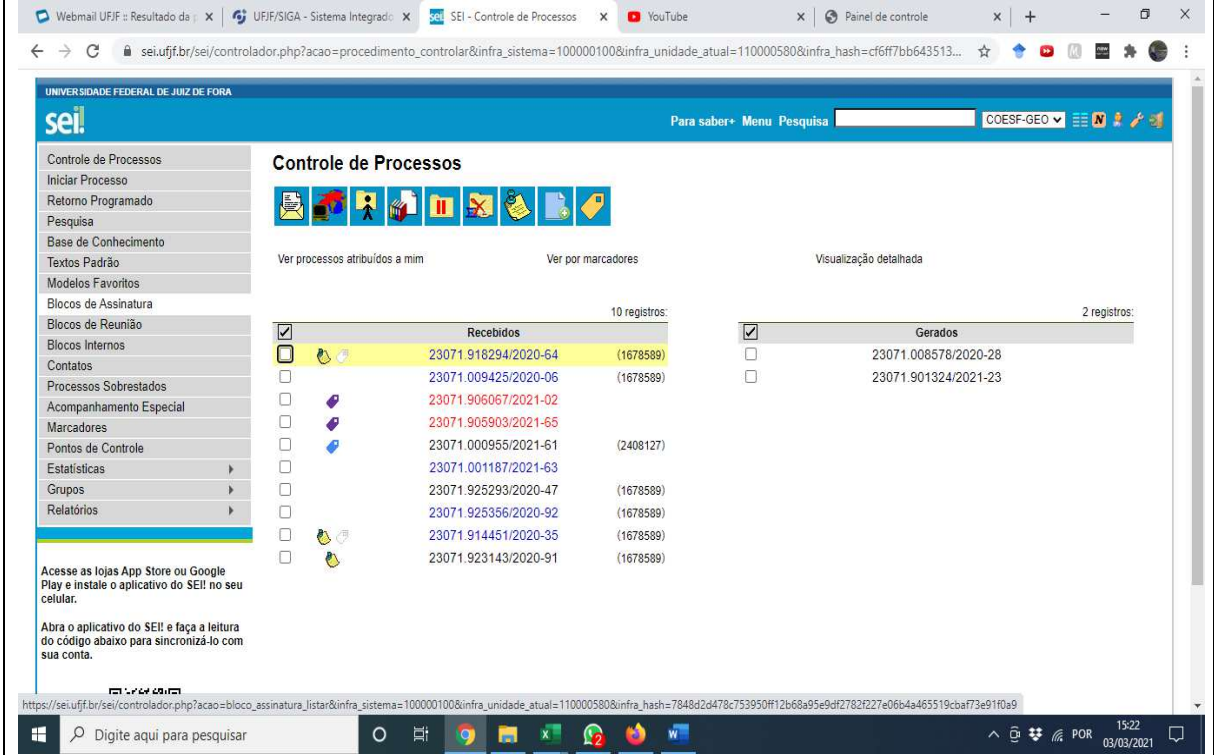 Webmail UFJF :: Resultado da p
UFJF/SIGA - Sistema Integrado
SEI - Controle de Processos
YouTube
Painel de controle
sei.ufjf.br/sei/controlador.php?acao=procedimento_controlar&infra_sistema=100000100&infra_unidade_atual=110000580&infra_hash=cf6ff7bb643513...
UNIVERSIDADE FEDERAL DE JUIZ DE FORA
sei!
Para saber+ Menu Pesquisa
COESF-GEO
Controle de Processos
Iniciar Processo
Retorno Programado
Pesquisa
Base de Conhecimento
Textos Padrão
Modelos Favoritos
Blocos de Assinatura
Blocos de Reunião
Blocos Internos
Contatos
Processos Sobrestados
Acompanhamento Especial
Marcadores
Pontos de Controle
Estatísticas
Grupos
Relatórios
Acesse as lojas App Store ou Google
Play e instale o aplicativo do SEI! no seu
celular.
Abra o aplicativo do SEI! e faça a leitura
do código abaixo para sincronizá-lo com
sua conta.
Controle de Processos
Ver processos atribuídos a mim
Ver por marcadores
Visualização detalhada
10 registros:
Recebidos
23071.918294/2020-64 (1678589)
23071.009425/2020-06 (1678589)
23071.906067/2021-02
23071.905903/2021-65
23071.000955/2021-61 (2408127)
23071.001187/2021-63
23071.925293/2020-47 (1678589)
23071.925356/2020-92 (1678589)
23071.914451/2020-35 (1678589)
23071.923143/2020-91 (1678589)
2 registros:
Gerados
23071.008578/2020-28
23071.901324/2021-23
https://sei.ufjf.br/sei/controlador.php?acao=bloco_assinatura_listar&infra_sistema=100000100&infra_unidade_atual=110000580&infra_hash=7848d2d478c753950ff12b68a95e9df2782f227e06b4a465519cbaf73e91f0a9
Digite aqui para pesquisar
POR
15:22
03/03/2021